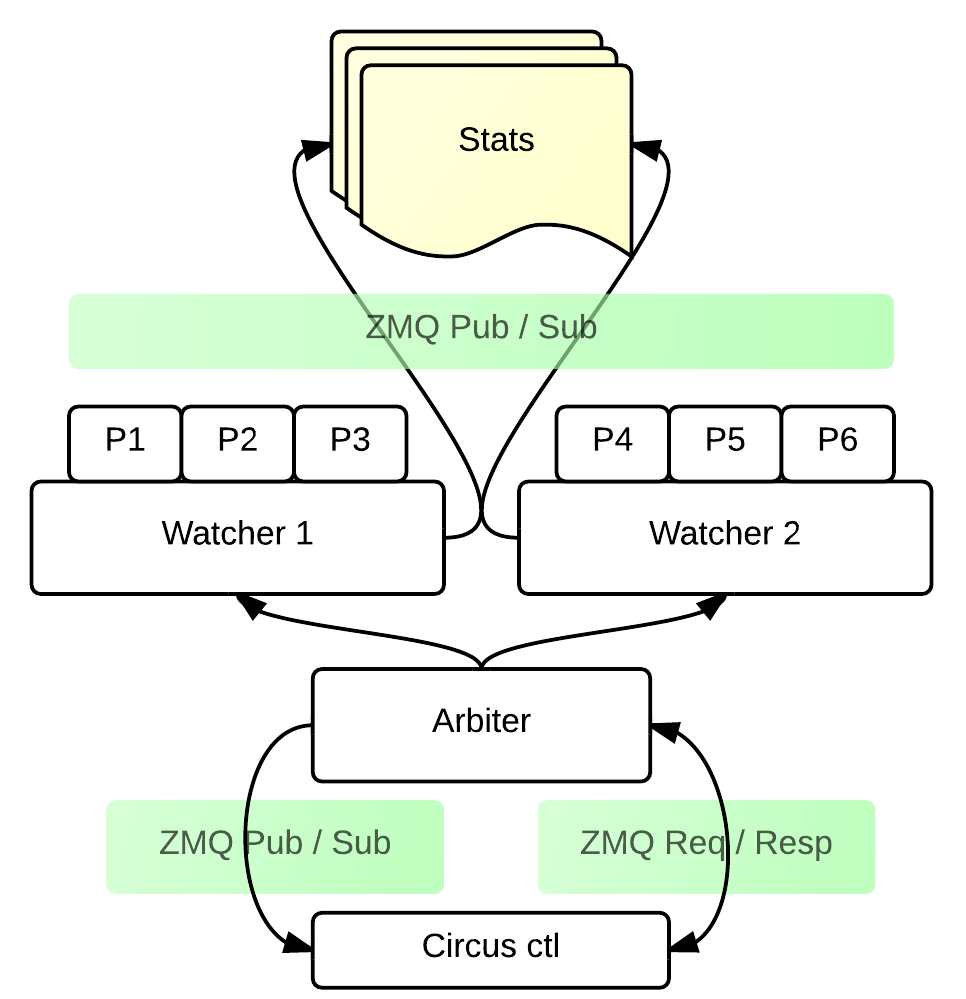 Stats
ZMQ Pub / Sub
P1 P2 P3 P4 P5 P6
Watcher 1 Watcher 2
Arbiter
ZMQ Pub / Sub ZMQ Req / Resp
Circus ctl